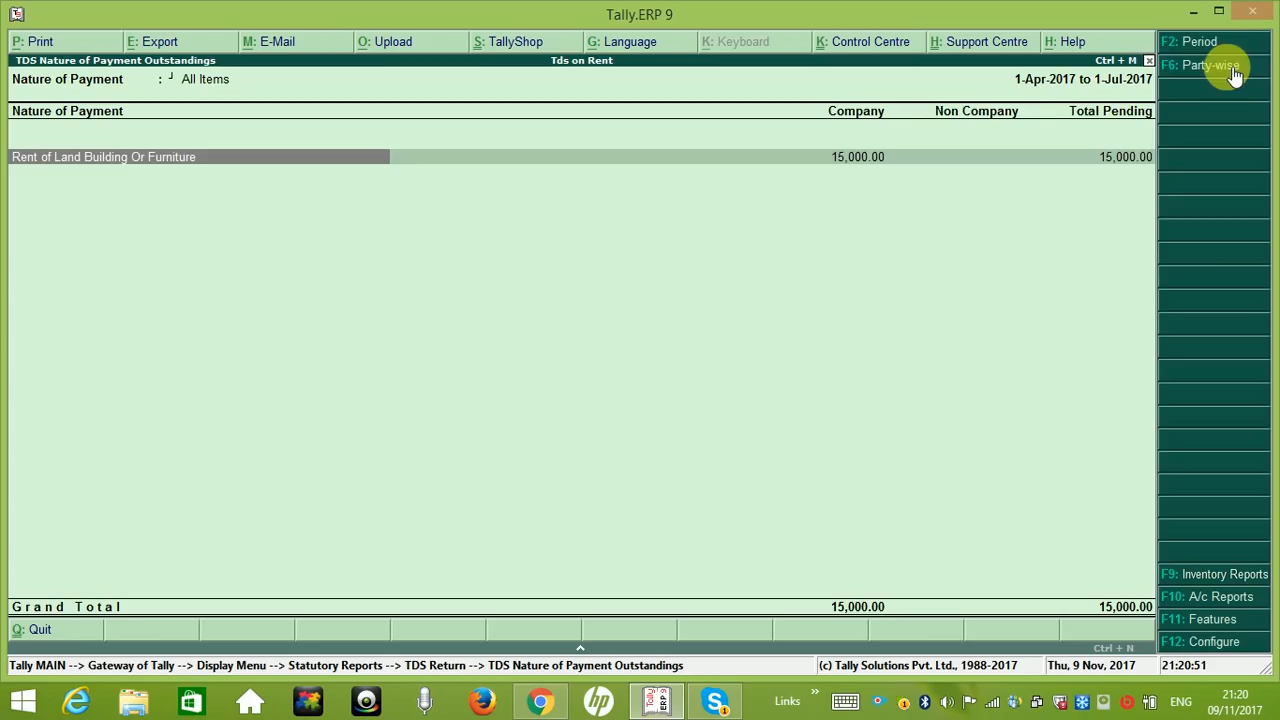 Tally.ERP 9
P: Print E: Export M: E-Mail O: Upload S: TallyShop G: Language K: Keyboard K: Control Centre H: Support Centre H: Help
F2: Period
TDS Nature of Payment Outstandings Tds on Rent Ctrl + M
F6: Party-wise
Nature of Payment : ┘ All Items 1-Apr-2017 to 1-Jul-2017
Nature of Payment Company Non Company Total Pending
Rent of Land Building Or Furniture 15,000.00 15,000.00
F9: Inventory Reports
F10: A/c Reports
Grand Total 15,000.00 15,000.00
F11: Features
Q: Quit
F12: Configure
Ctrl + N
Tally MAIN --> Gateway of Tally --> Display Menu --> Statutory Reports --> TDS Return --> TDS Nature of Payment Outstandings (c) Tally Solutions Pvt. Ltd., 1988-2017 Thu, 9 Nov, 2017 21:20:51
Links » ENG 21:20
09/11/2017